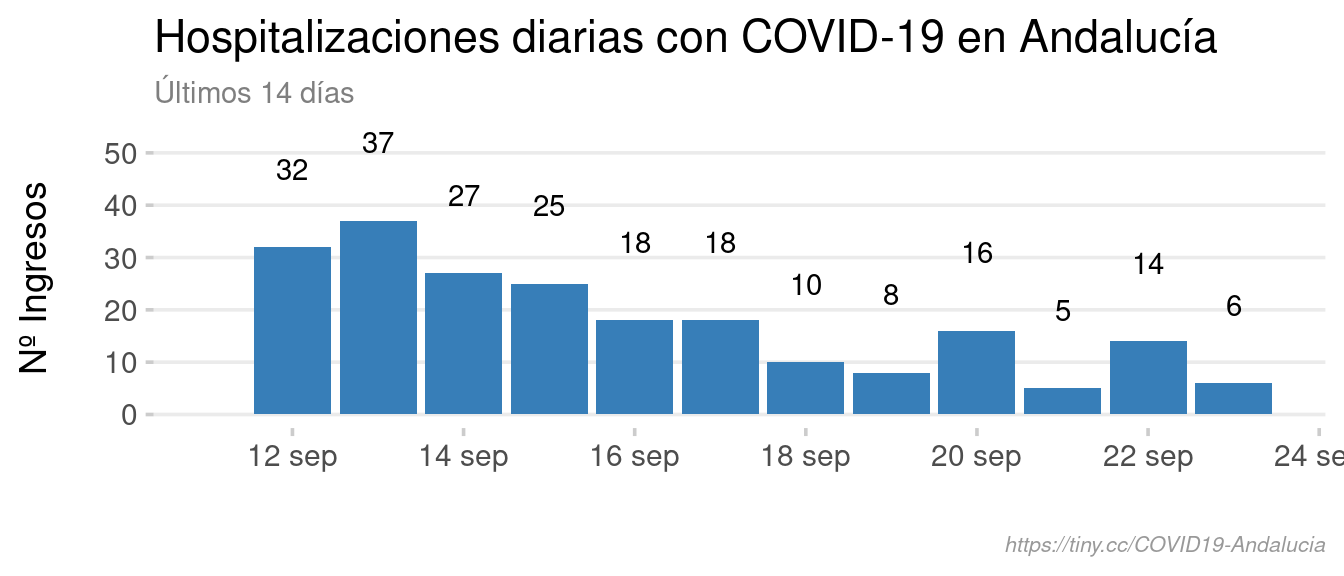 Hospitalizaciones diarias con COVID-19 en Andalucía
Últimos 14 días
Nº Ingresos
50
40
30
20
10
0
32
37
27
25
18
18
10
8
16
5
14
6
12 sep
14 sep
16 sep
18 sep
20 sep
22 sep
24 se
https://tiny.cc/COVID19-Andalucia